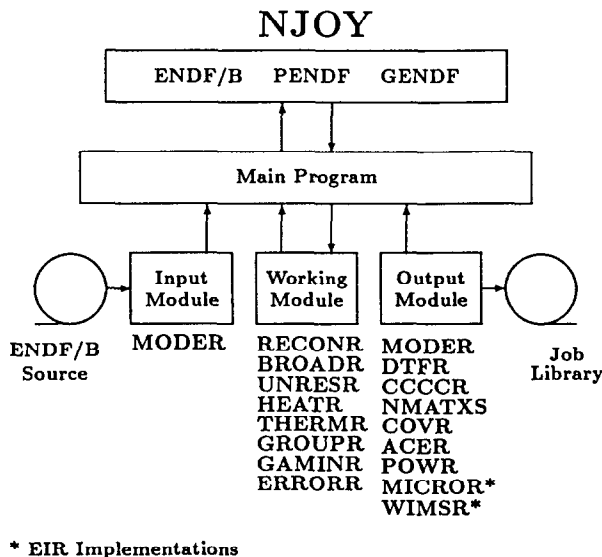 NJOY
ENDF/B PENDF GENDF
Main Program
Input
Module
Working
Module
Output
Module
ENDF/B
Source
MODER
RECONR
BROADR
UNRESR
HEATR
THERMR
GROUPR
GAMINR
ERRORR
MODER
DTFR
CCCCR
NMATXS
COVR
ACER
POWR
MICROR*
WIMSR*
Job
Library
* EIR Implementations